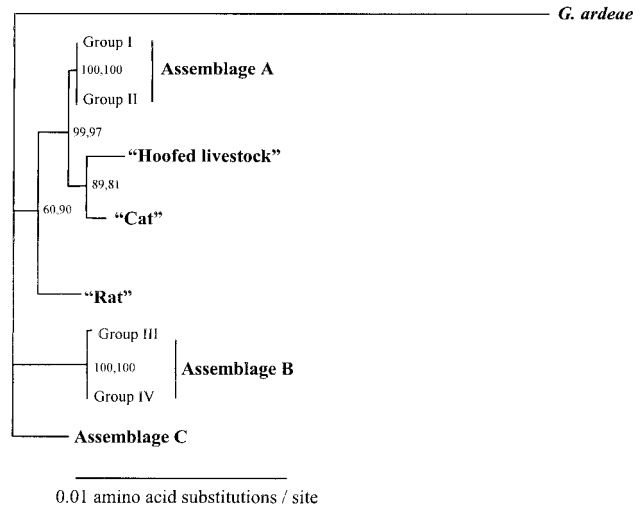 G. ardeae
Group I
100,100
Assemblage A
Group II
99,97
"Hoofed livestock"
89,81
60,90
"Cat"
"Rat"
Group III
100,100
Assemblage B
Group IV
Assemblage C
0.01 amino acid substitutions / site